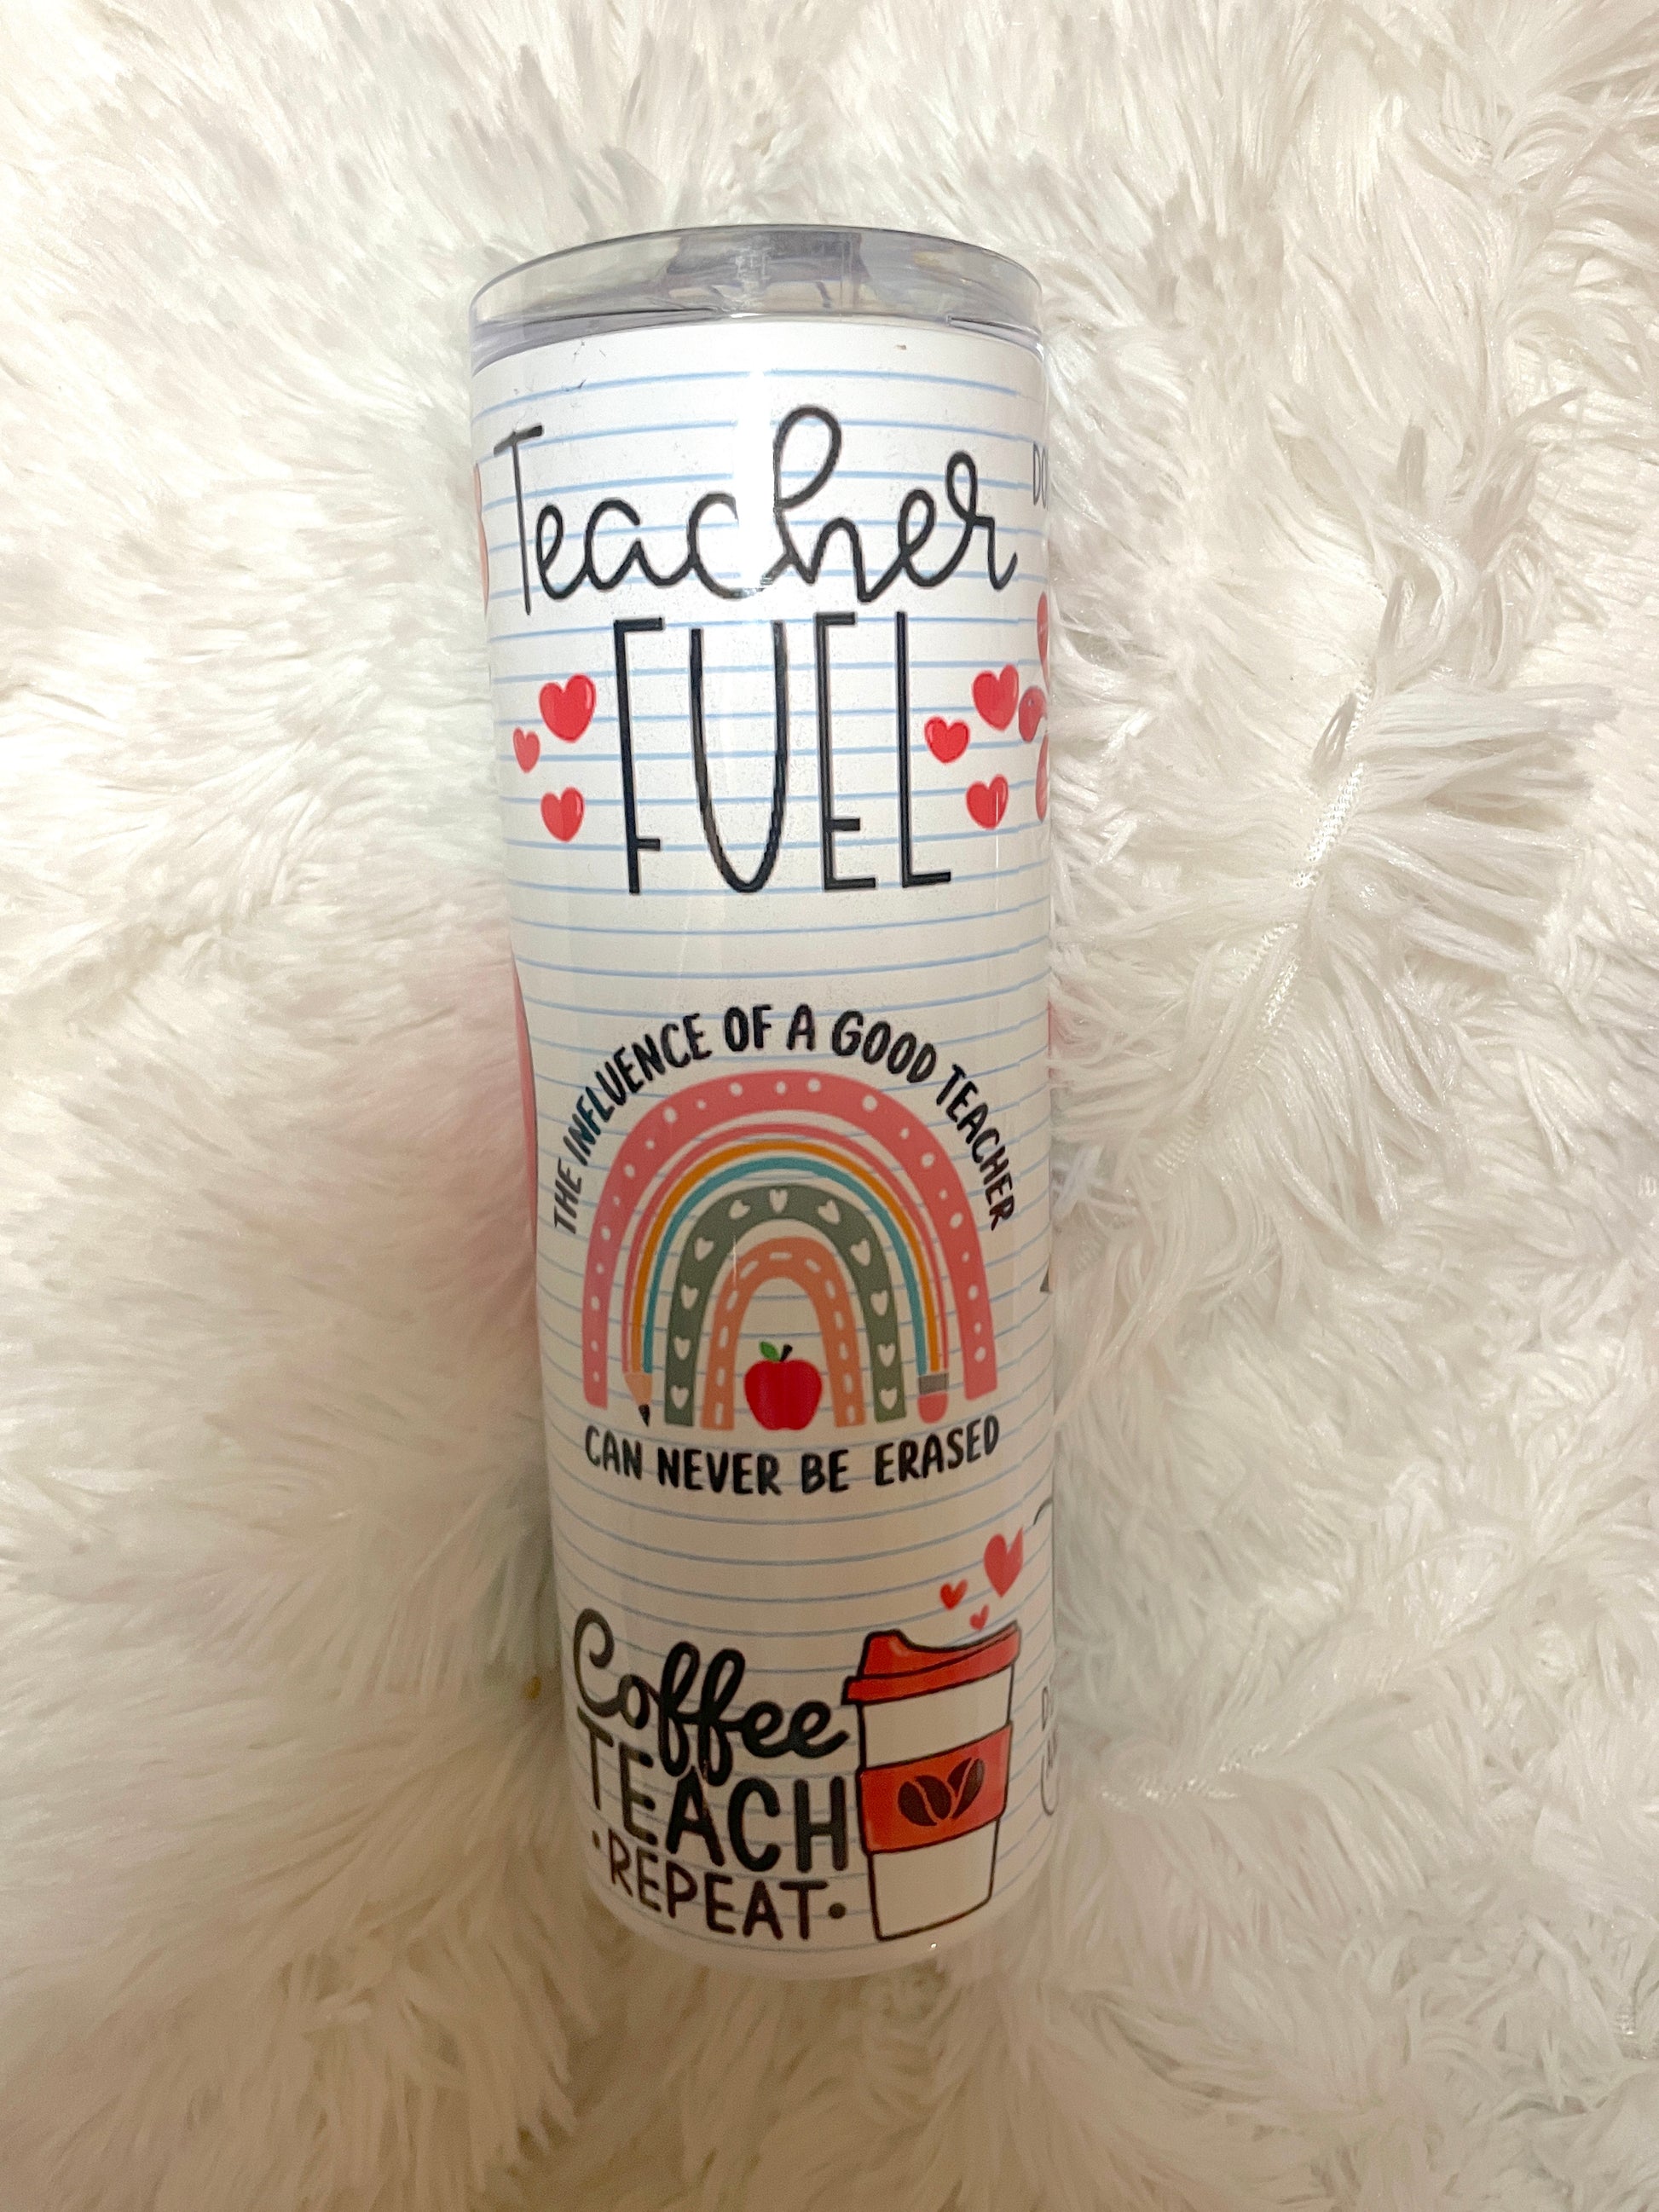 Teacher
FUEL
THE INFLUENCE OF A GOOD TEACHER
CAN NEVER BE ERASED
Coffee
TEACH
•REPEAT•